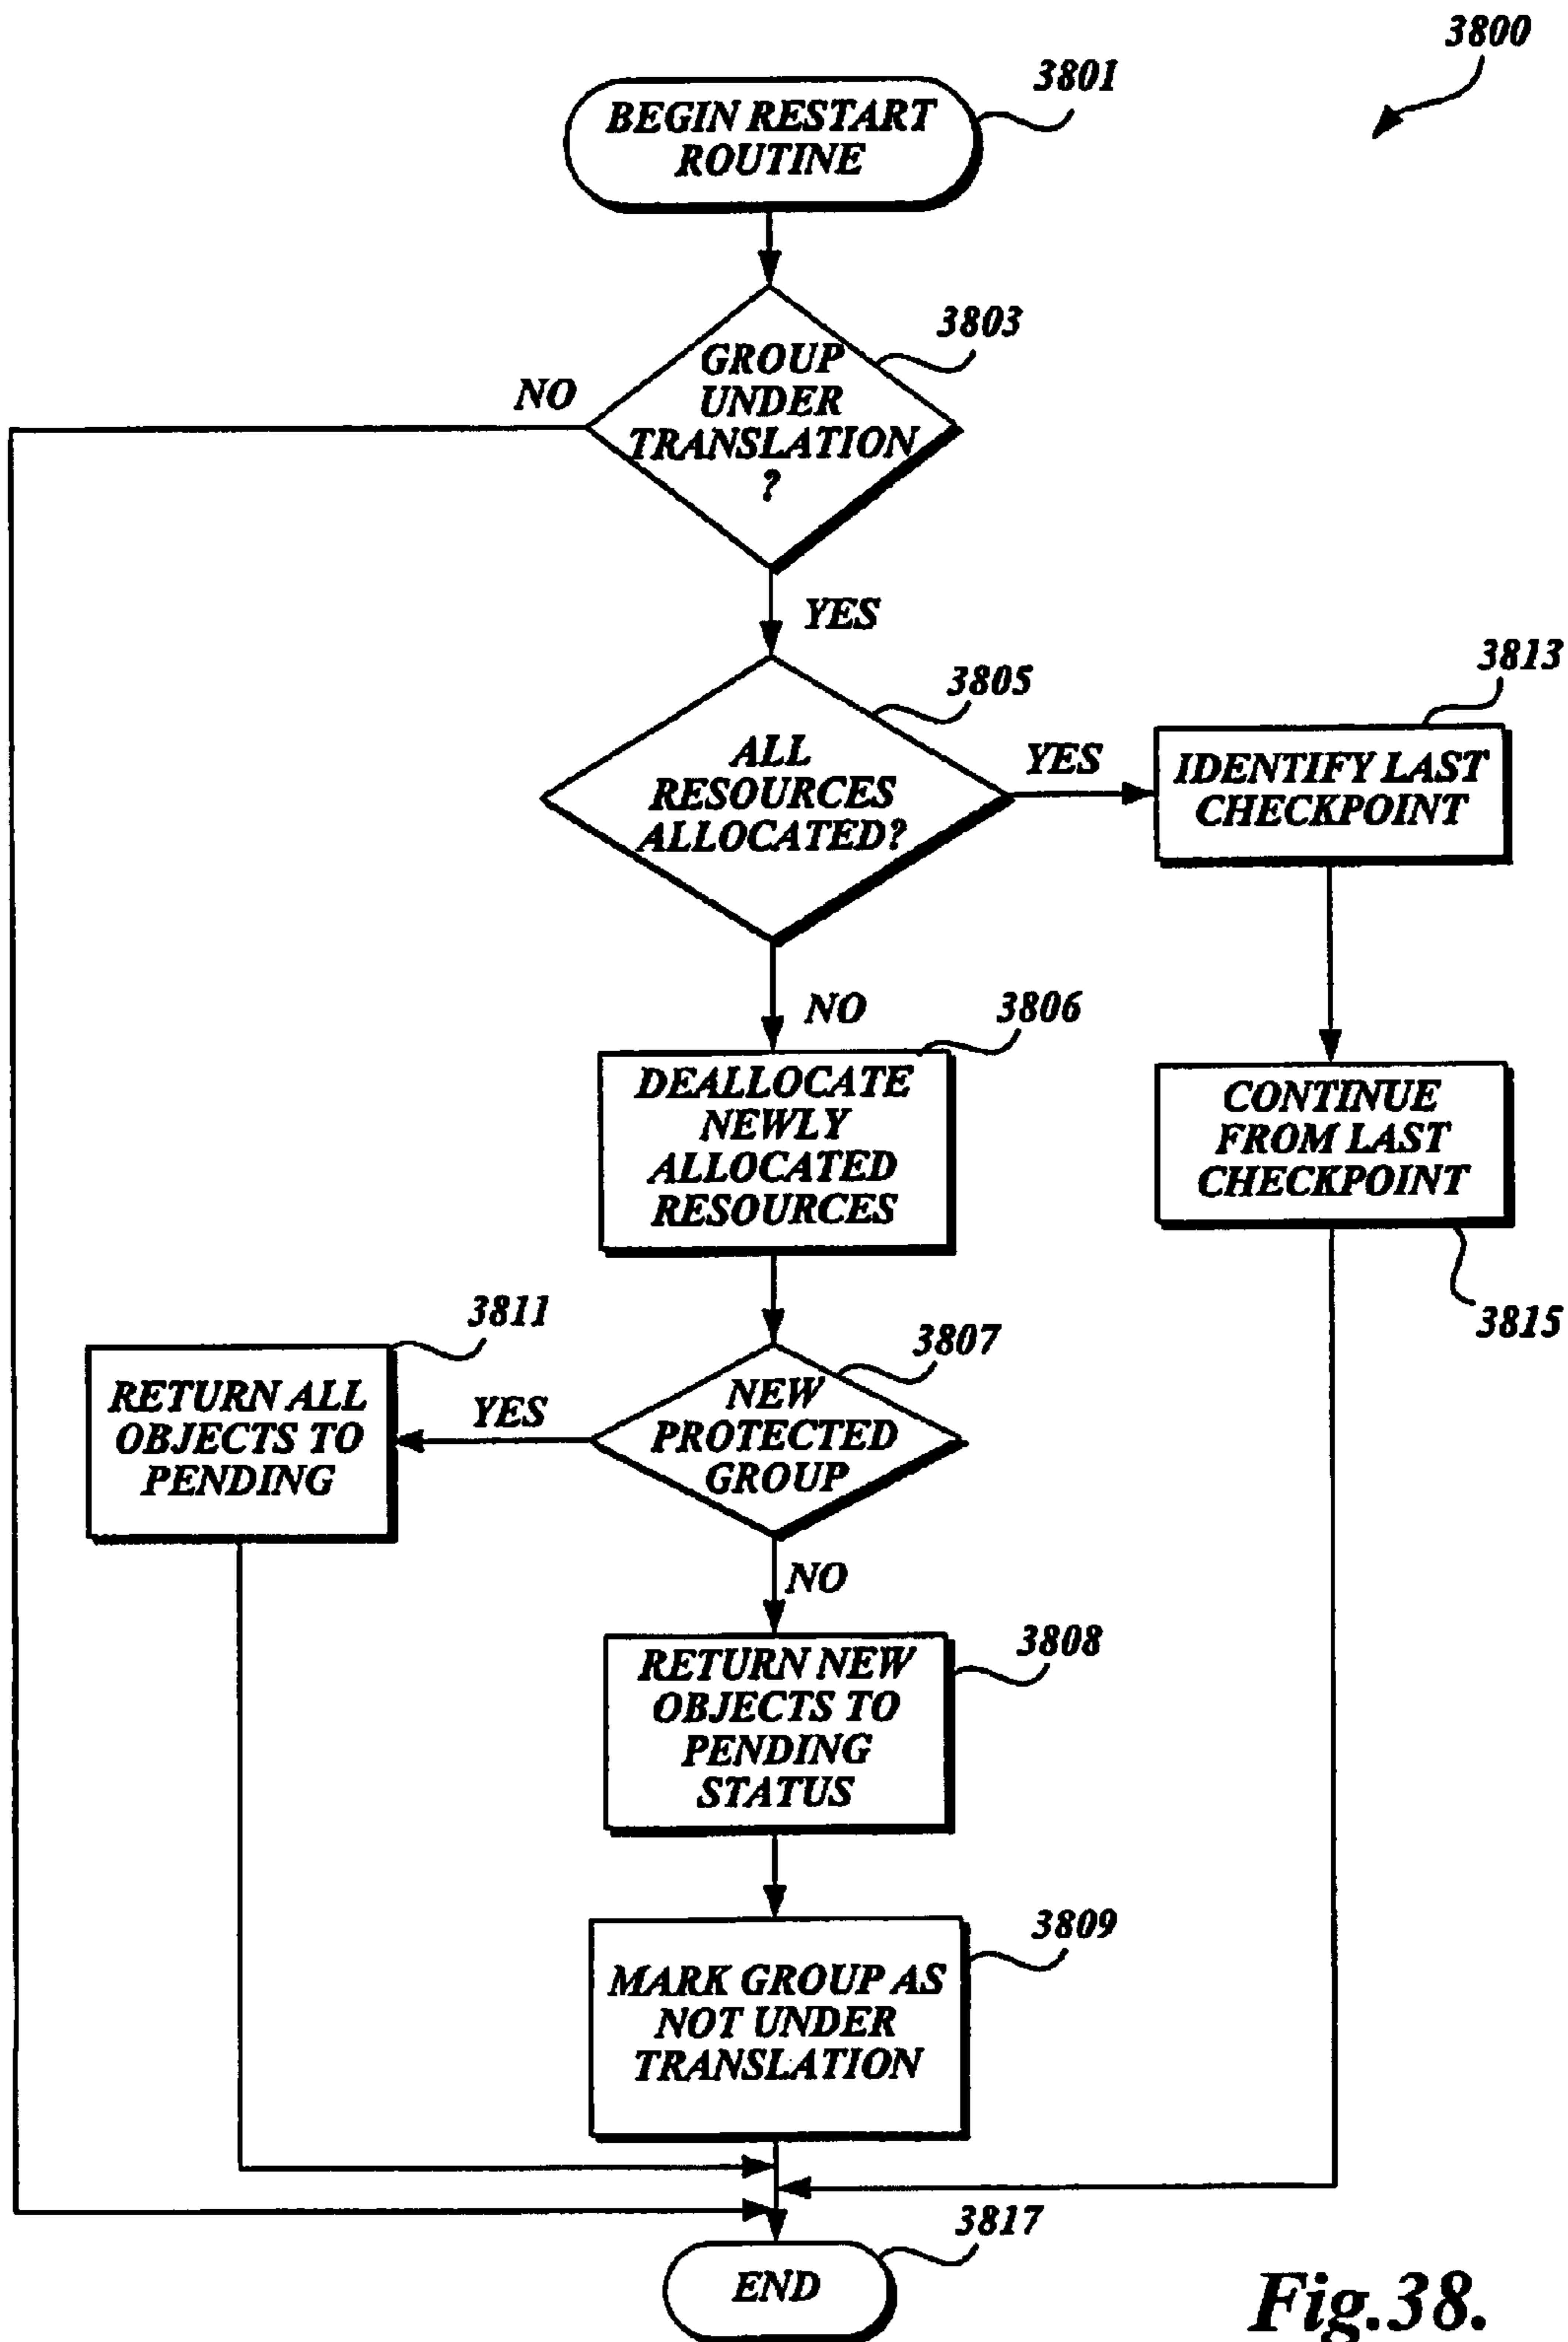 3800
3801
BEGIN RESTART
ROUTINE
3803
GROUP
UNDER
TRANSLATION
?
NO
YES
3805
ALL
RESOURCES
ALLOCATED?
YES
3813
IDENTIFY LAST
CHECKPOINT
NO
3806
DEALLOCATE
NEWLY
ALLOCATED
RESOURCES
CONTINUE
FROM LAST
CHECKPOINT
3815
3811
RETURN ALL
OBJECTS TO
PENDING
YES
3807
NEW
PROTECTED
GROUP
NO
3808
RETURN NEW
OBJECTS TO
PENDING
STATUS
3809
MARK GROUP AS
NOT UNDER
TRANSLATION
3817
END
Fig.38.